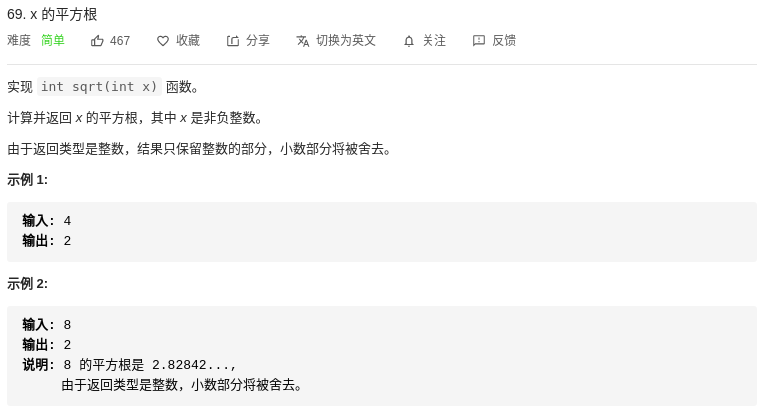 69. x 的平方根
难度 简单 467 收藏 分享 切换为英文 关注 反馈
实现 int sqrt(int x) 函数。
计算并返回 x 的平方根，其中 x 是非负整数。
由于返回类型是整数，结果只保留整数的部分，小数部分将被舍去。
示例 1:
输入: 4
输出: 2
示例 2:
输入: 8
输出: 2
说明: 8 的平方根是 2.82842...,
由于返回类型是整数，小数部分将被舍去。